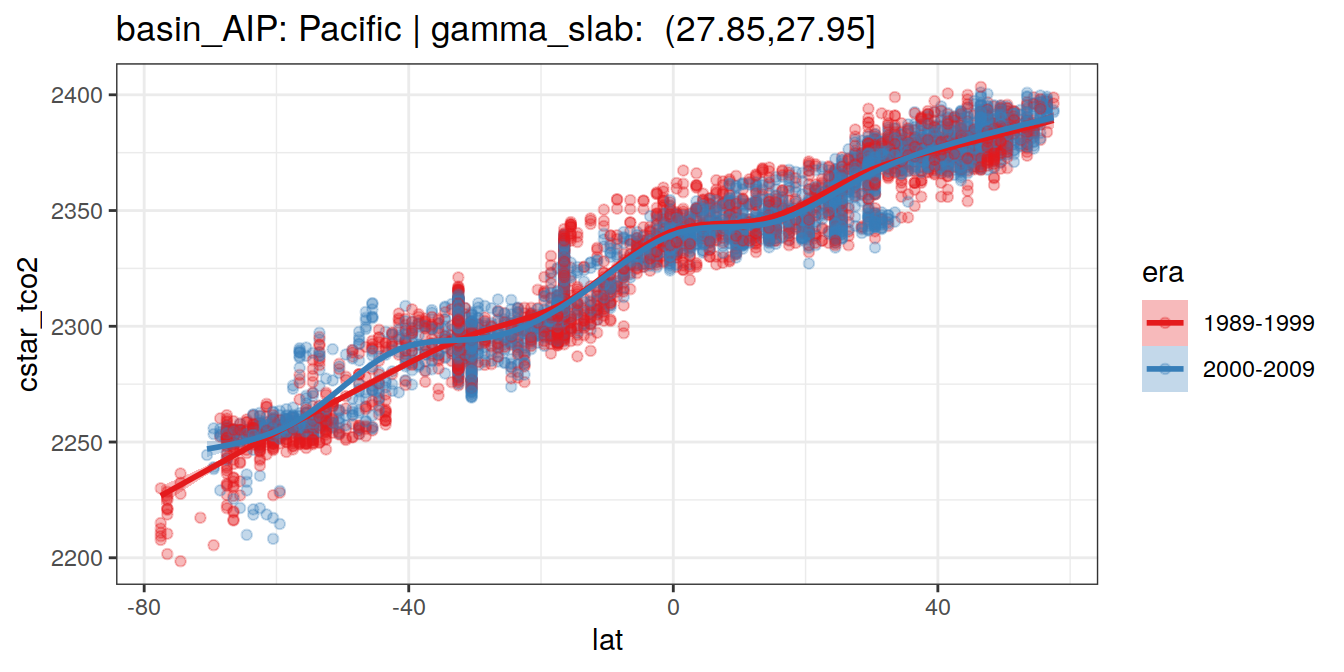 basin_AIP: Pacific | gamma_slab:  (27.85,27.95]
2400
2350
2300
2250
2200
cstar_tco2
-80
-40
0
40
lat
era
1989-1999
2000-2009